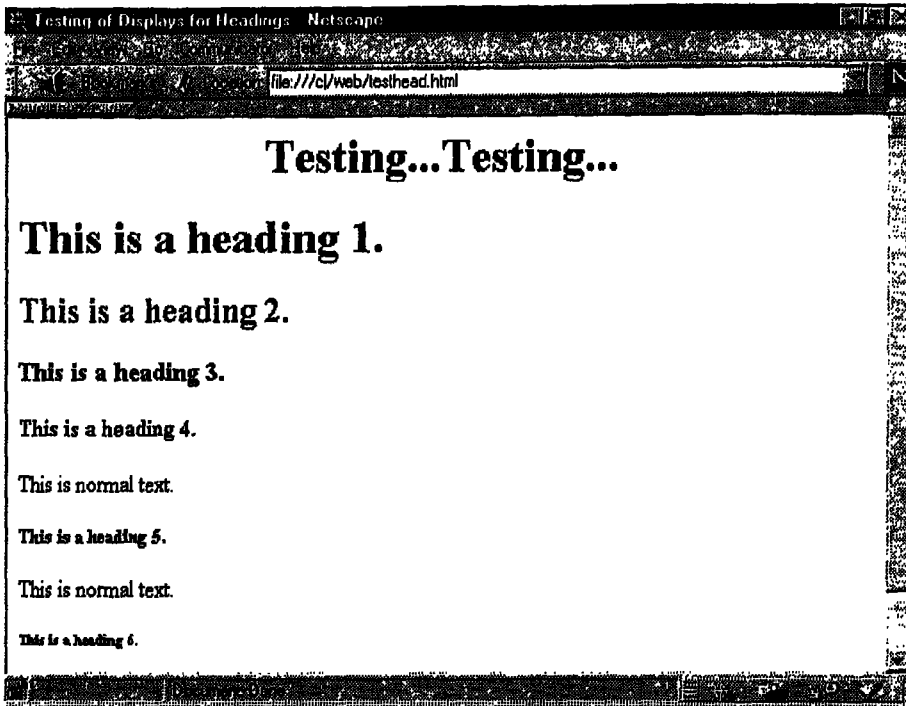 Testing of Displays for Headings Netscape
file:///c|/web/testhead.html
Testing...Testing...
This is a heading 1.
This is a heading 2.
This is a heading 3.
This is a heading 4.
This is normal text.
This is a heading 5.
This is normal text.
This is a heading 6.